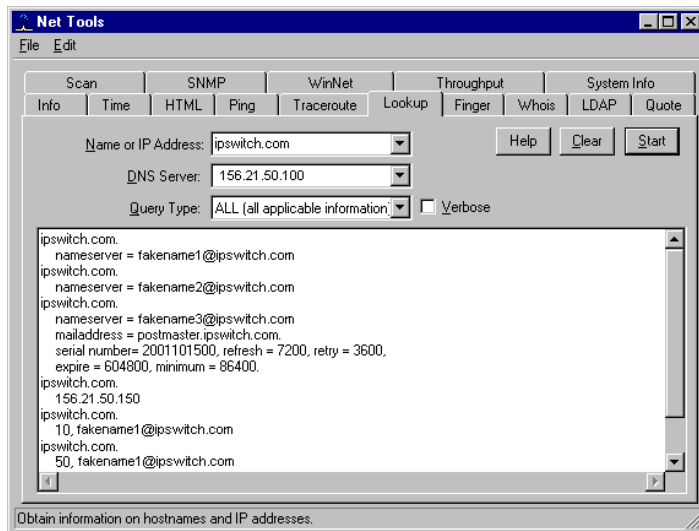 Net Tools
File Edit
Scan SNMP WinNet Throughput System Info
Info Time HTML Ping Traceroute Lookup Finger Whois LDAP Quote
Name or IP Address: ipswitch.com Help Clear Start
DNS Server: 156.21.50.100
Query Type: ALL (all applicable information) Verbose
ipswitch.com.
nameserver = fakename1@ipswitch.com
ipswitch.com.
nameserver = fakename2@ipswitch.com
ipswitch.com.
nameserver = fakename3@ipswitch.com
mailaddress = postmaster.ipswitch.com.
serial number= 2001101500, refresh = 7200, retry = 3600,
expire = 604800, minimum = 86400.
ipswitch.com.
156.21.50.150
ipswitch.com.
10, fakename1@ipswitch.com
ipswitch.com.
50, fakename1@ipswitch.com
Obtain information on hostnames and IP addresses.